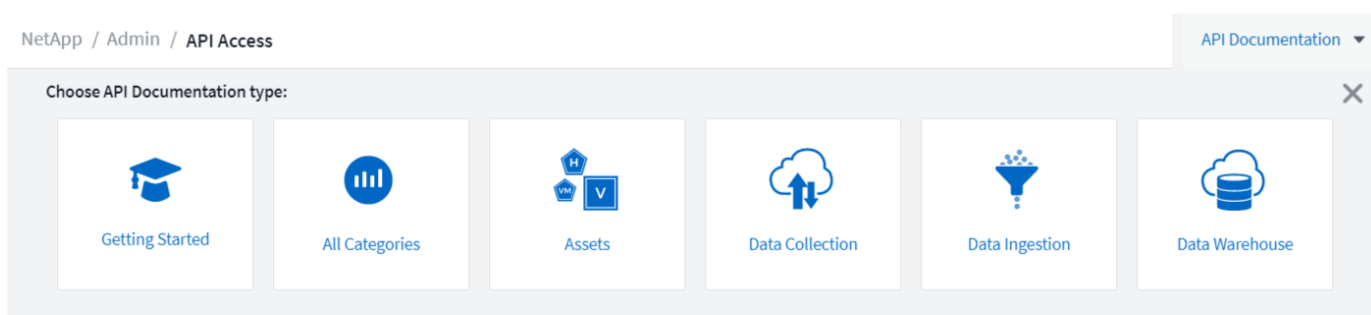 NetApp / Admin / API Access
API Documentation
Choose API Documentation type:
H
VM
V
Getting Started
All Categories
Assets
Data Collection
Data Ingestion
Data Warehouse